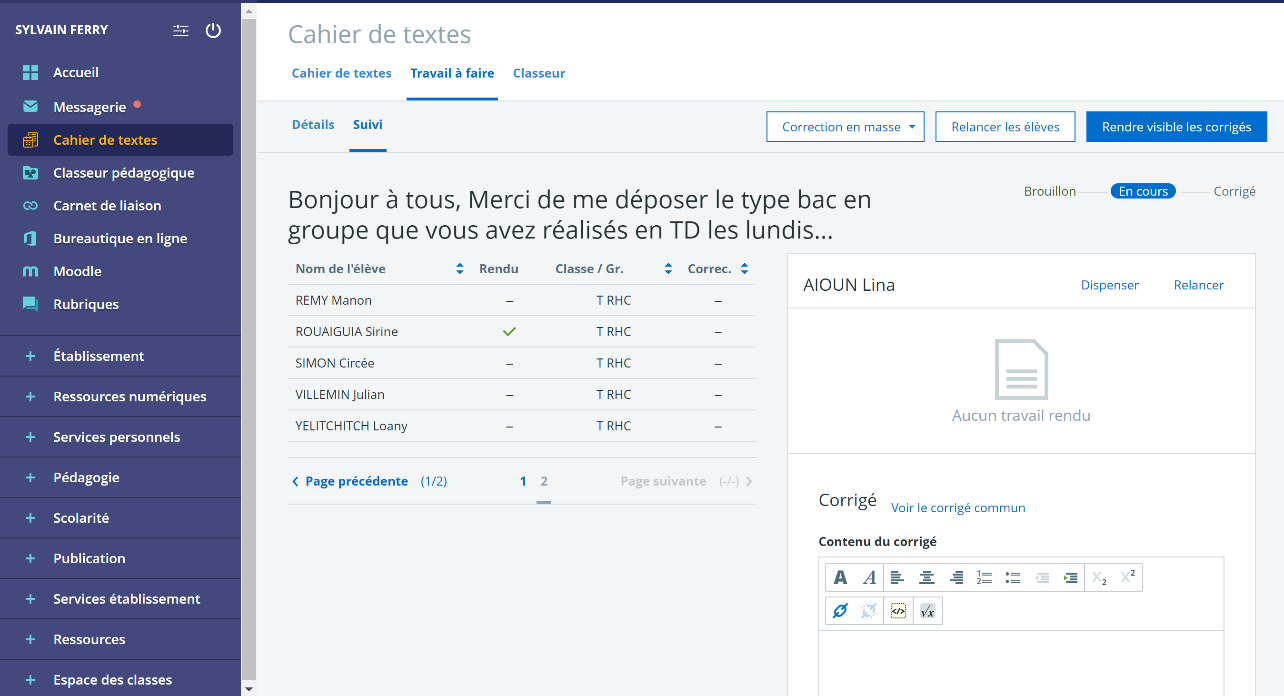 SYLVAIN FERRY
Accueil
Messagerie
Cahier de textes
Classeur pédagogique
Carnet de liaison
Bureautique en ligne
Moodle
Rubriques
+ Établissement
+ Ressources numériques
+ Services personnels
+ Pédagogie
+ Scolarité
+ Publication
+ Services établissement
+ Ressources
+ Espace des classes
Cahier de textes
Cahier de textes Travail à faire Classeur
Détails Suivi Correction en masse Relancer les élèves Rendre visible les corrigés
Brouillon En cours Corrigé
Bonjour à tous, Merci de me déposer le type bac en
groupe que vous avez réalisés en TD les lundis...
Nom de l'élève Rendu Classe / Gr. Correc.
REMY Manon – T RHC –
ROUAIGUIA Sirine T RHC –
SIMON Circée – T RHC –
VILLEMIN Julian – T RHC –
YELITCHITCH Loany – T RHC –
Page précédente (1/2) 1 2 Page suivante (-/-)
AIOUN Lina Dispenser Relancer
Aucun travail rendu
Corrigé Voir le corrigé commun
Contenu du corrigé
A A X2 X2
</> √x